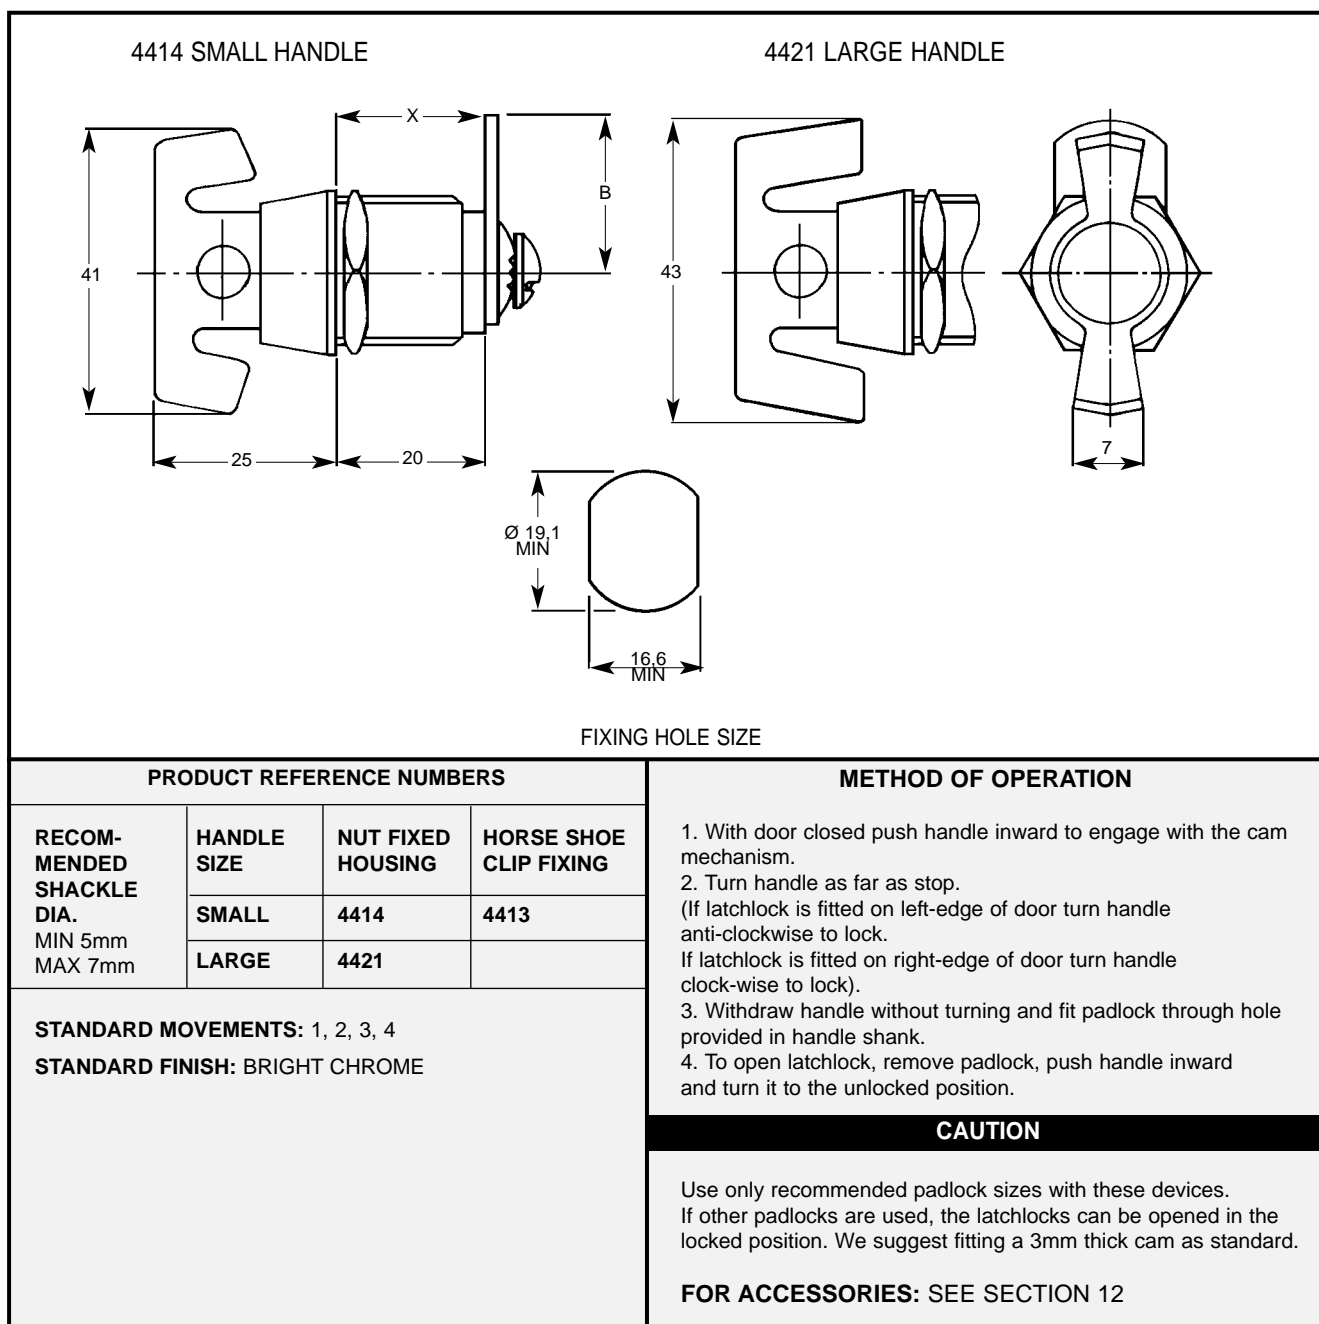 4414 SMALL HANDLE
4421 LARGE HANDLE
X
B
41
25
20
43
7
Ø 19,1
MIN
16,6
MIN
FIXING HOLE SIZE
PRODUCT REFERENCE NUMBERS
RECOM-
MENDED
SHACKLE
DIA.
MIN 5mm
MAX 7mm
HANDLE
SIZE
NUT FIXED
HOUSING
HORSE SHOE
CLIP FIXING
SMALL
4414
4413
LARGE
4421
STANDARD MOVEMENTS: 1, 2, 3, 4
STANDARD FINISH: BRIGHT CHROME
METHOD OF OPERATION
1. With door closed push handle inward to engage with the cam
mechanism.
2. Turn handle as far as stop.
(If latchlock is fitted on left-edge of door turn handle
anti-clockwise to lock.
If latchlock is fitted on right-edge of door turn handle
clock-wise to lock).
3. Withdraw handle without turning and fit padlock through hole
provided in handle shank.
4. To open latchlock, remove padlock, push handle inward
and turn it to the unlocked position.
CAUTION
Use only recommended padlock sizes with these devices.
If other padlocks are used, the latchlocks can be opened in the
locked position. We suggest fitting a 3mm thick cam as standard.
FOR ACCESSORIES: SEE SECTION 12